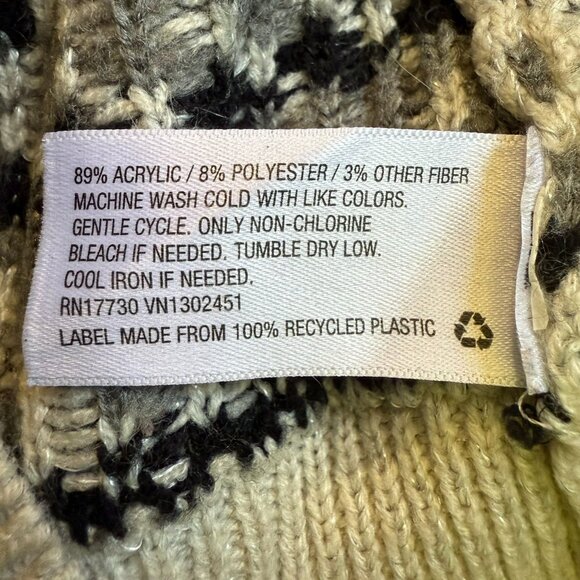 89% ACRYLIC / 8% POLYESTER / 3% OTHER FIBER
MACHINE WASH COLD WITH LIKE COLORS.
GENTLE CYCLE. ONLY NON-CHLORINE
BLEACH IF NEEDED. TUMBLE DRY LOW.
COOL IRON IF NEEDED.
RN17730 VN1302451
LABEL MADE FROM 100% RECYCLED PLASTIC